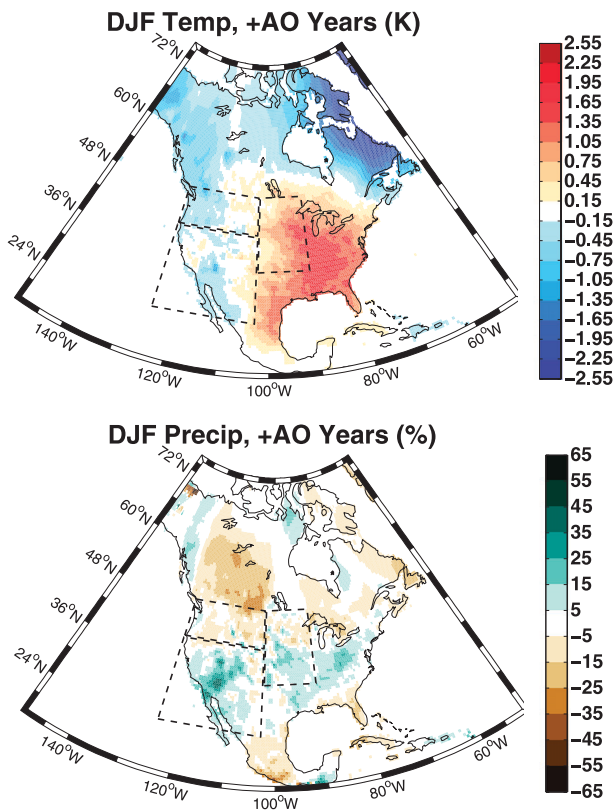 DJF Temp, +AO Years (K)
72°N
60°N
48°N
36°N
24°N
140°W
120°W
100°W
80°W
60°W
2.55
2.25
1.95
1.65
1.35
1.05
0.75
0.45
0.15
−0.15
−0.45
−0.75
−1.05
−1.35
−1.65
−1.95
−2.25
−2.55
DJF Precip, +AO Years (%)
72°N
60°N
48°N
36°N
24°N
140°W
120°W
100°W
80°W
60°W
65
55
45
35
25
15
5
−5
−15
−25
−35
−45
−55
−65